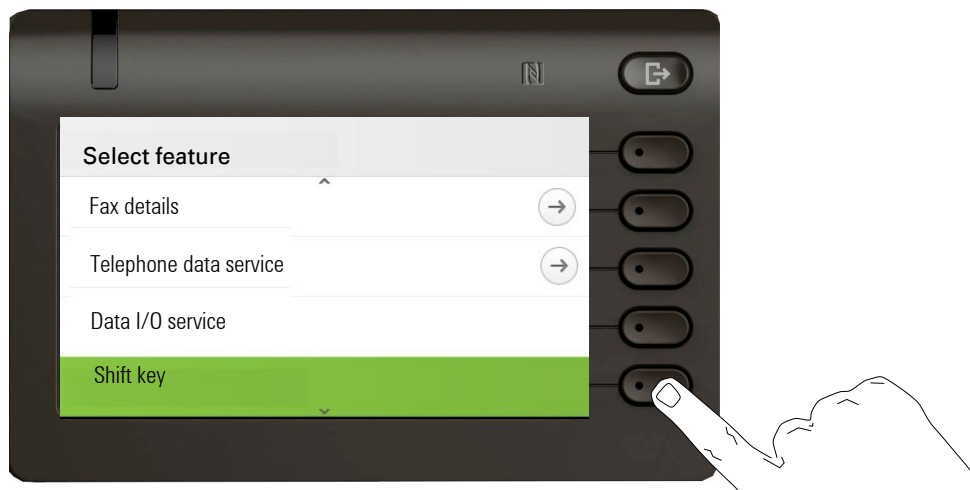 Select feature
Fax details
Telephone data service
Data I/O service
Shift key